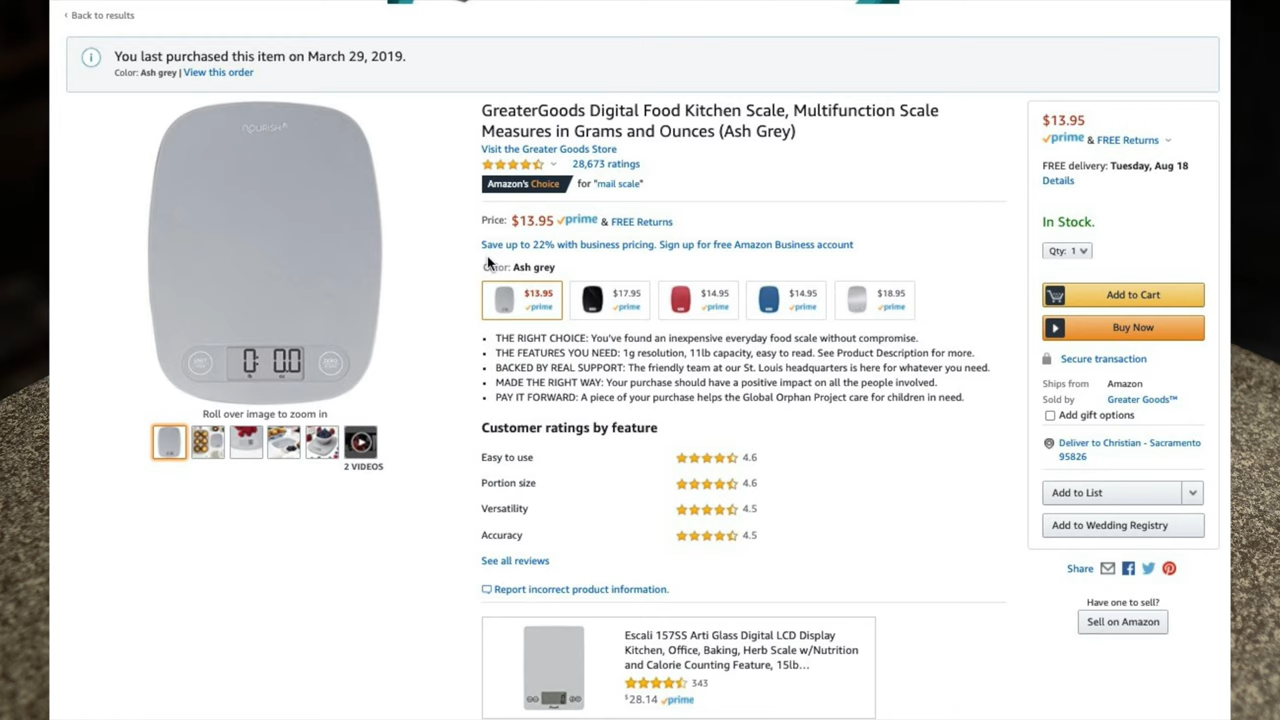 ‹ Back to results
You last purchased this item on March 29, 2019.
Color: Ash grey | View this order
nourish
0: 0.0
Roll over image to zoom in
2 VIDEOS
GreaterGoods Digital Food Kitchen Scale, Multifunction Scale
Measures in Grams and Ounces (Ash Grey)
Visit the Greater Goods Store
28,673 ratings
Amazon's Choice for "mail scale"
Price: $13.95 prime & FREE Returns
Save up to 22% with business pricing. Sign up for free Amazon Business account
Color: Ash grey
$13.95 $17.95 $14.95 $14.95 $18.95
prime prime prime prime prime
• THE RIGHT CHOICE: You've found an inexpensive everyday food scale without compromise.
• THE FEATURES YOU NEED: 1g resolution, 11lb capacity, easy to read. See Product Description for more.
• BACKED BY REAL SUPPORT: The friendly team at our St. Louis headquarters is here for whatever you need.
• MADE THE RIGHT WAY: Your purchase should have a positive impact on all the people involved.
• PAY IT FORWARD: A piece of your purchase helps the Global Orphan Project care for children in need.
Customer ratings by feature
Easy to use 4.6
Portion size 4.6
Versatility 4.5
Accuracy 4.5
See all reviews
Report incorrect product information.
Escali 157SS Arti Glass Digital LCD Display
Kitchen, Office, Baking, Herb Scale w/Nutrition
and Calorie Counting Feature, 15lb...
343
$28.14 prime
$13.95
prime & FREE Returns
FREE delivery: Tuesday, Aug 18
Details
In Stock.
Qty: 1
Add to Cart
Buy Now
Secure transaction
Ships from Amazon
Sold by Greater Goods™
Add gift options
Deliver to Christian - Sacramento
95826
Add to List
Add to Wedding Registry
Share
Have one to sell?
Sell on Amazon